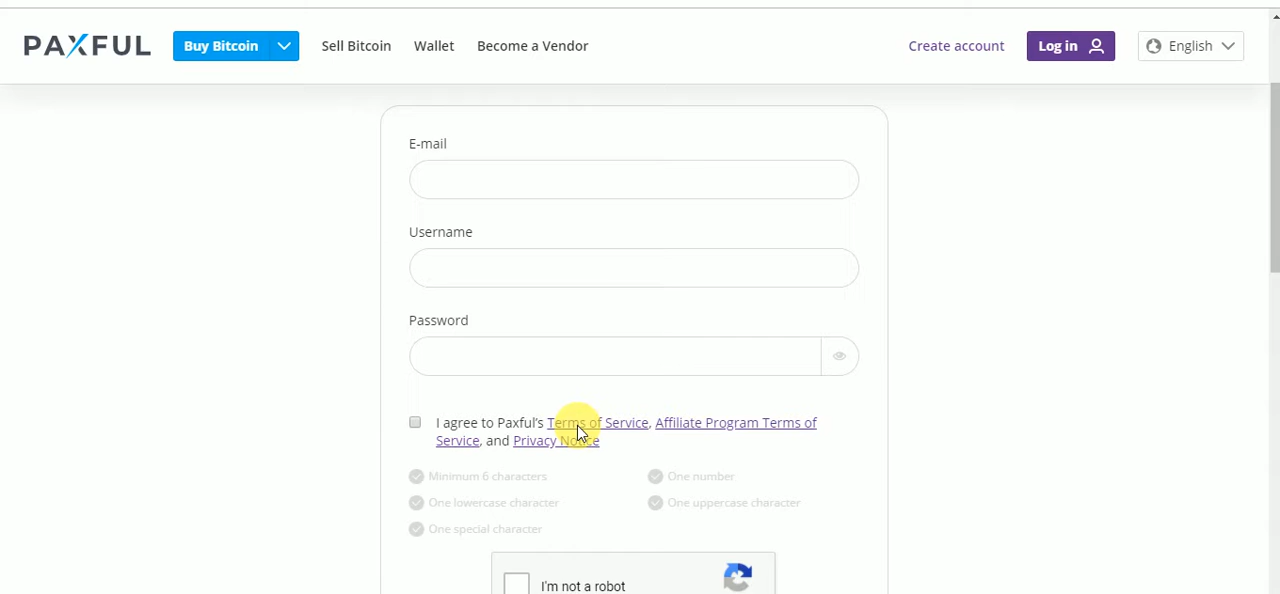 PAXFUL Buy Bitcoin Sell Bitcoin Wallet Become a Vendor Create account Log in English
E-mail
Username
Password
I agree to Paxful's Terms of Service, Affiliate Program Terms of
Service, and Privacy Notice
Minimum 6 characters One number
One lowercase character One uppercase character
One special character
I'm not a robot